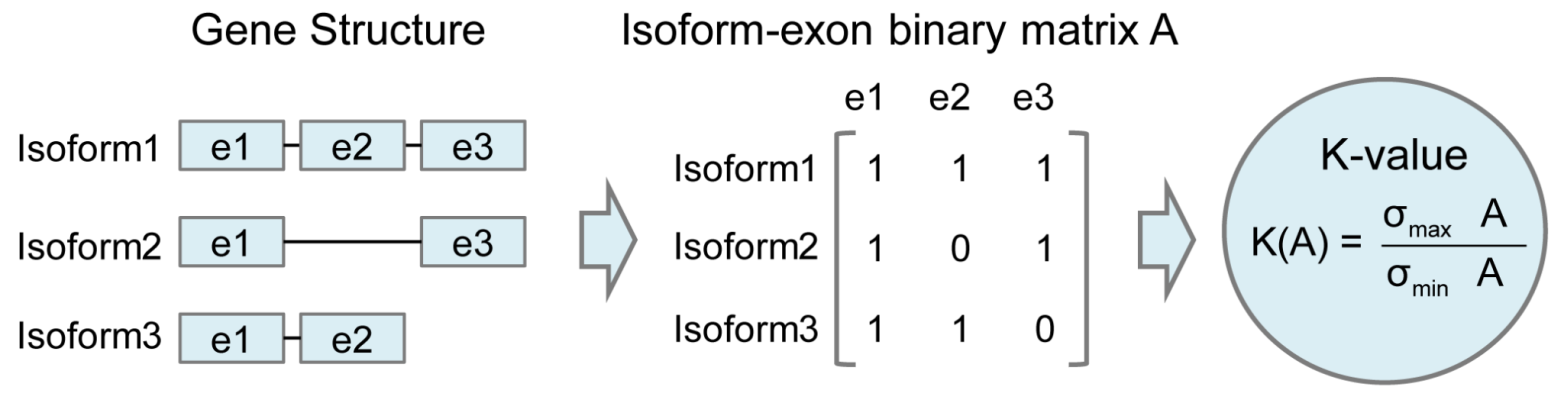 Gene Structure
Isoform1 e1 e2 e3
Isoform2 e1 e3
Isoform3 e1 e2
Isoform-exon binary matrix A
e1 e2 e3
Isoform1 1 1 1
Isoform2 1 0 1
Isoform3 1 1 0
K-value
K(A) = σmax A
σmin A